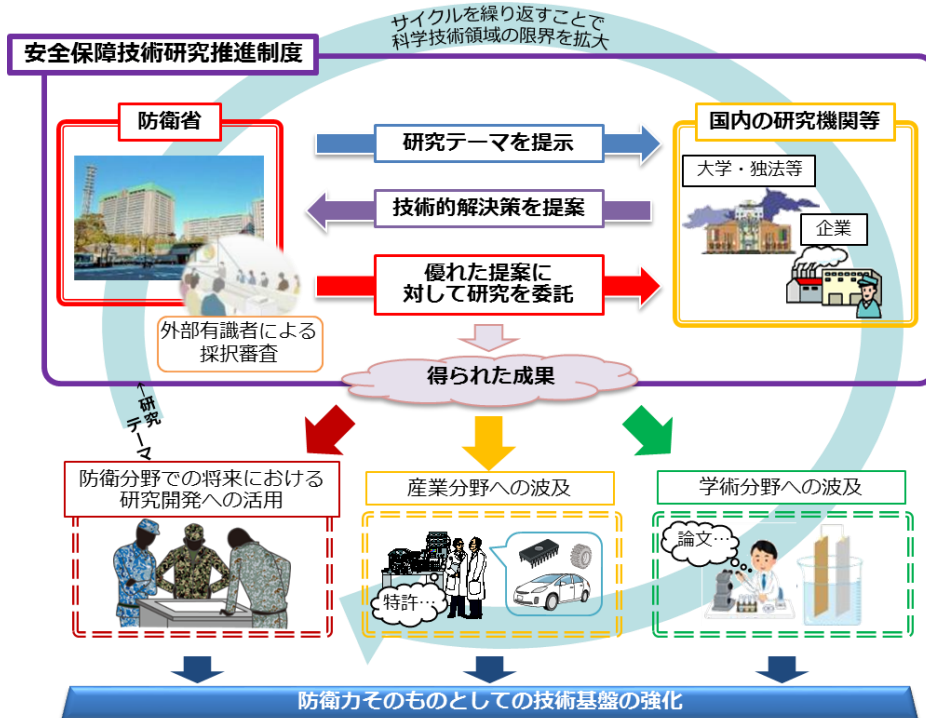 サイクルを繰り返すことで
科学技術領域の限界を拡大
安全保障技術研究推進制度
防衛省
国内の研究機関等
研究テーマを提示
大学・独法等
技術的解決策を提案
企業
優れた提案に
対して研究を委託
外部有識者による
採択審査
得られた成果
←研究
テーマ
防衛分野での将来における
研究開発への活用
産業分野への波及
学術分野への波及
特許…
論文…
防衛力そのものとしての技術基盤の強化